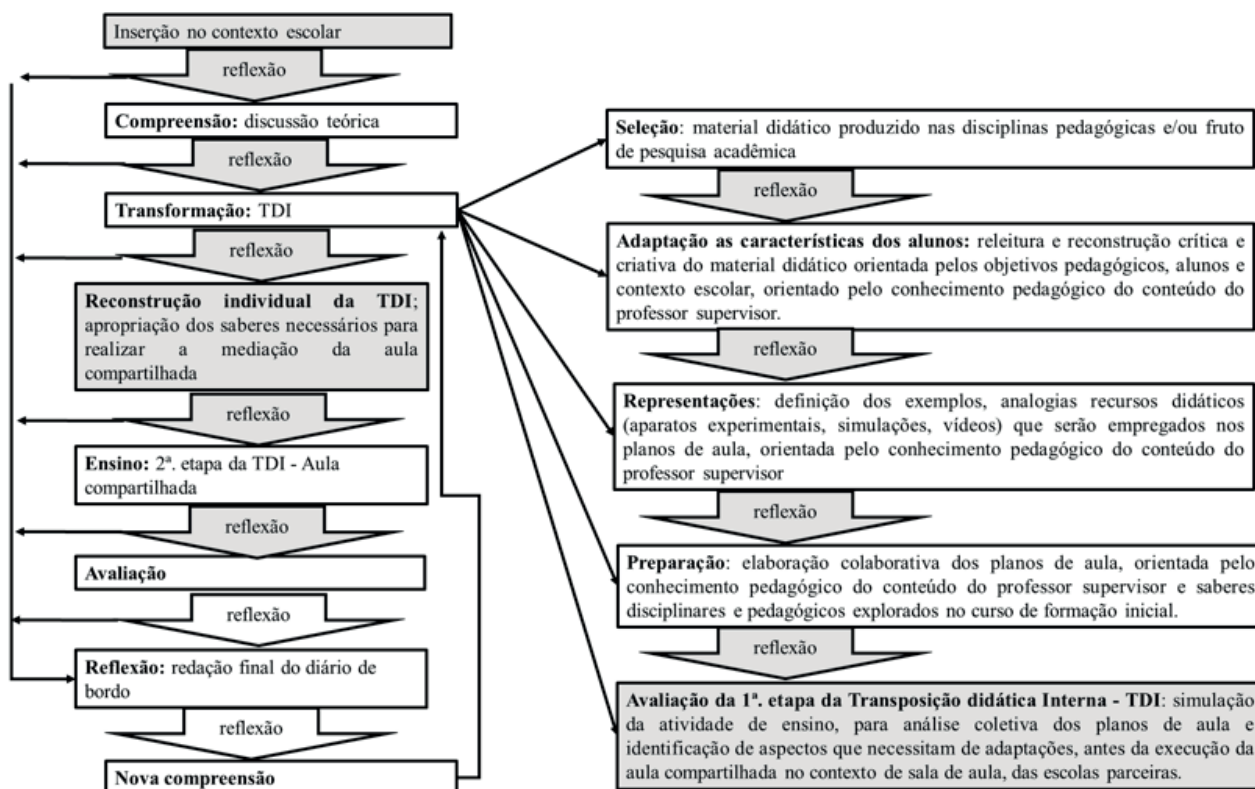 Inserção no contexto escolar
reflexão
Compreensão: discussão teórica
reflexão
Transformação: TDI
reflexão
Reconstrução individual da TDI;
apropriação dos saberes necessários para
realizar a mediação da aula
compartilhada
reflexão
Ensino: 2ª. etapa da TDI - Aula
compartilhada
reflexão
Avaliação
reflexão
Reflexão: redação final do diário de
bordo
reflexão
Nova compreensão
Seleção: material didático produzido nas disciplinas pedagógicas e/ou fruto
de pesquisa acadêmica
reflexão
Adaptação as características dos alunos: releitura e reconstrução crítica e
criativa do material didático orientada pelos objetivos pedagógicos, alunos e
contexto escolar, orientado pelo conhecimento pedagógico do conteúdo do
professor supervisor.
reflexão
Representações: definição dos exemplos, analogias recursos didáticos
(aparatos experimentais, simulações, vídeos) que serão empregados nos
planos de aula, orientada pelo conhecimento pedagógico do conteúdo do
professor supervisor
reflexão
Preparação: elaboração colaborativa dos planos de aula, orientada pelo
conhecimento pedagógico do conteúdo do professor supervisor e saberes
disciplinares e pedagógicos explorados no curso de formação inicial.
reflexão
Avaliação da 1ª. etapa da Transposição didática Interna - TDI: simulação
da atividade de ensino, para análise coletiva dos planos de aula e
identificação de aspectos que necessitam de adaptações, antes da execução da
aula compartilhada no contexto de sala de aula, das escolas parceiras.